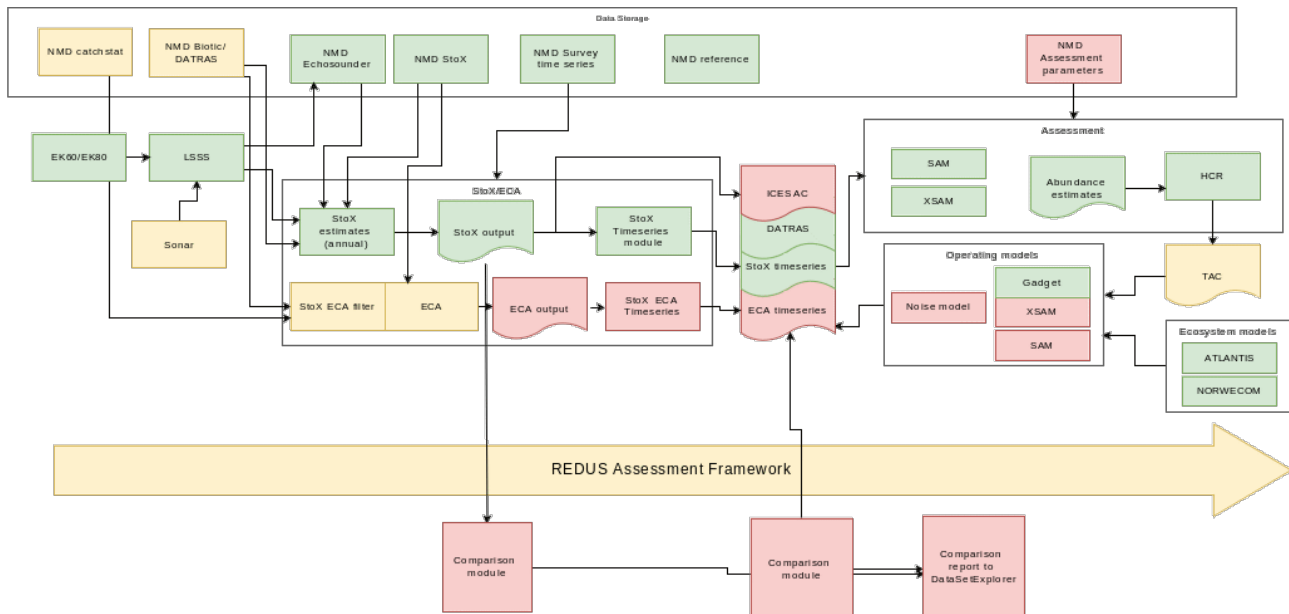 Data Storage
NMD catchstat
NMD Biotic/
DATRAS
NMD
Echosounder
NMD StoX
NMD Survey
time series
NMD reference
NMD
Assessment
parameters
EK60/EK80
LSSS
Sonar
StoX/ECA
StoX
estimates
(annual)
StoX output
StoX
Timeseries
module
StoX ECA filter
ECA
ECA output
StoX ECA
Timeseries
ICES AC
DATRAS
StoX timeseries
ECA timeseries
Assessment
SAM
XSAM
Abundance
estimates
HCR
Operating models
Noise model
Gadget
XSAM
SAM
TAC
Ecosystem models
ATLANTIS
NORWECOM
REDUS Assessment Framework
Comparison
module
Comparison
module
Comparison
report to
DataSetExplorer